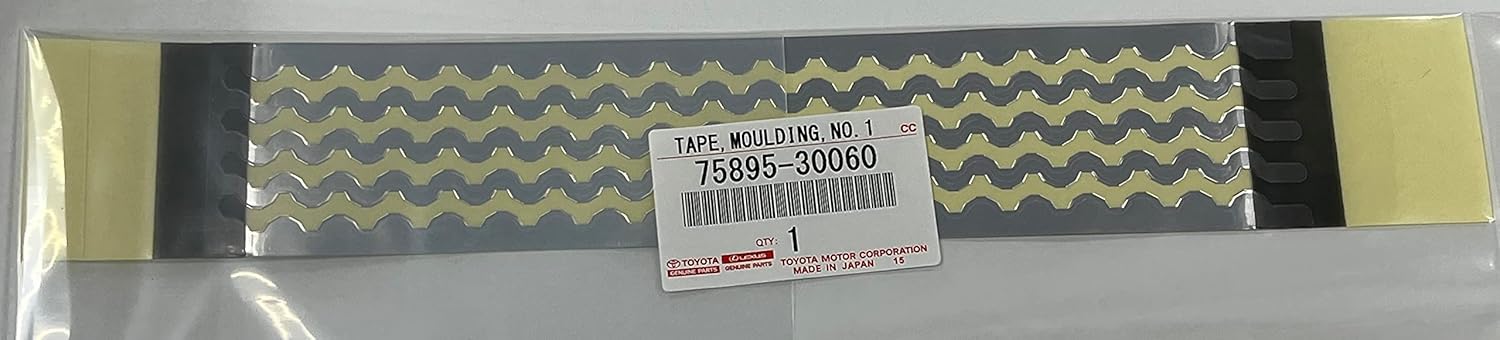 TAPE, MOULDING, NO. 1 CC
75895-30060
QTY: 1
TOYOTA LEXUS TOYOTA MOTOR CORPORATION
GENUINE PARTS GENUINE PARTS MADE IN JAPAN 15